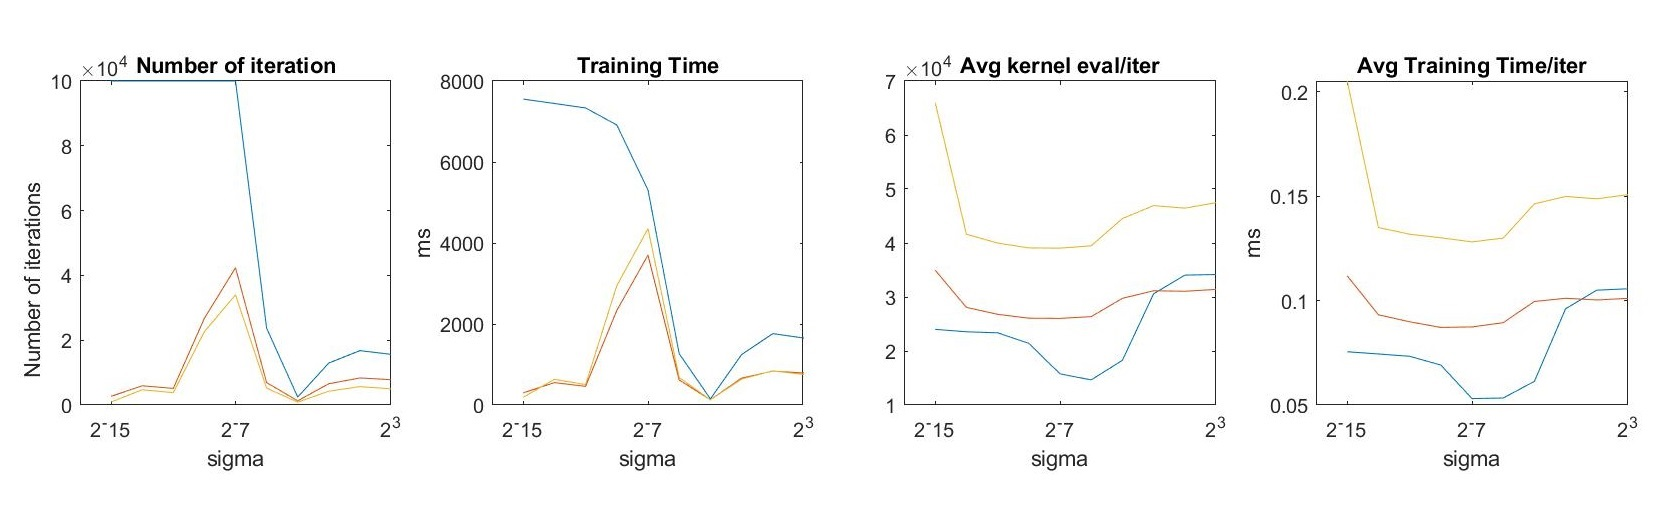 ×10^4 Number of iteration
Number of iterations
10
8
6
4
2
0
2^-15 2^-7 2^3
sigma
Training Time
ms
8000
6000
4000
2000
0
2^-15 2^-7 2^3
sigma
×10^4 Avg kernel eval/iter
7
6
5
4
3
2
1
2^-15 2^-7 2^3
sigma
Avg Training Time/iter
ms
0.2
0.15
0.1
0.05
2^-15 2^-7 2^3
sigma